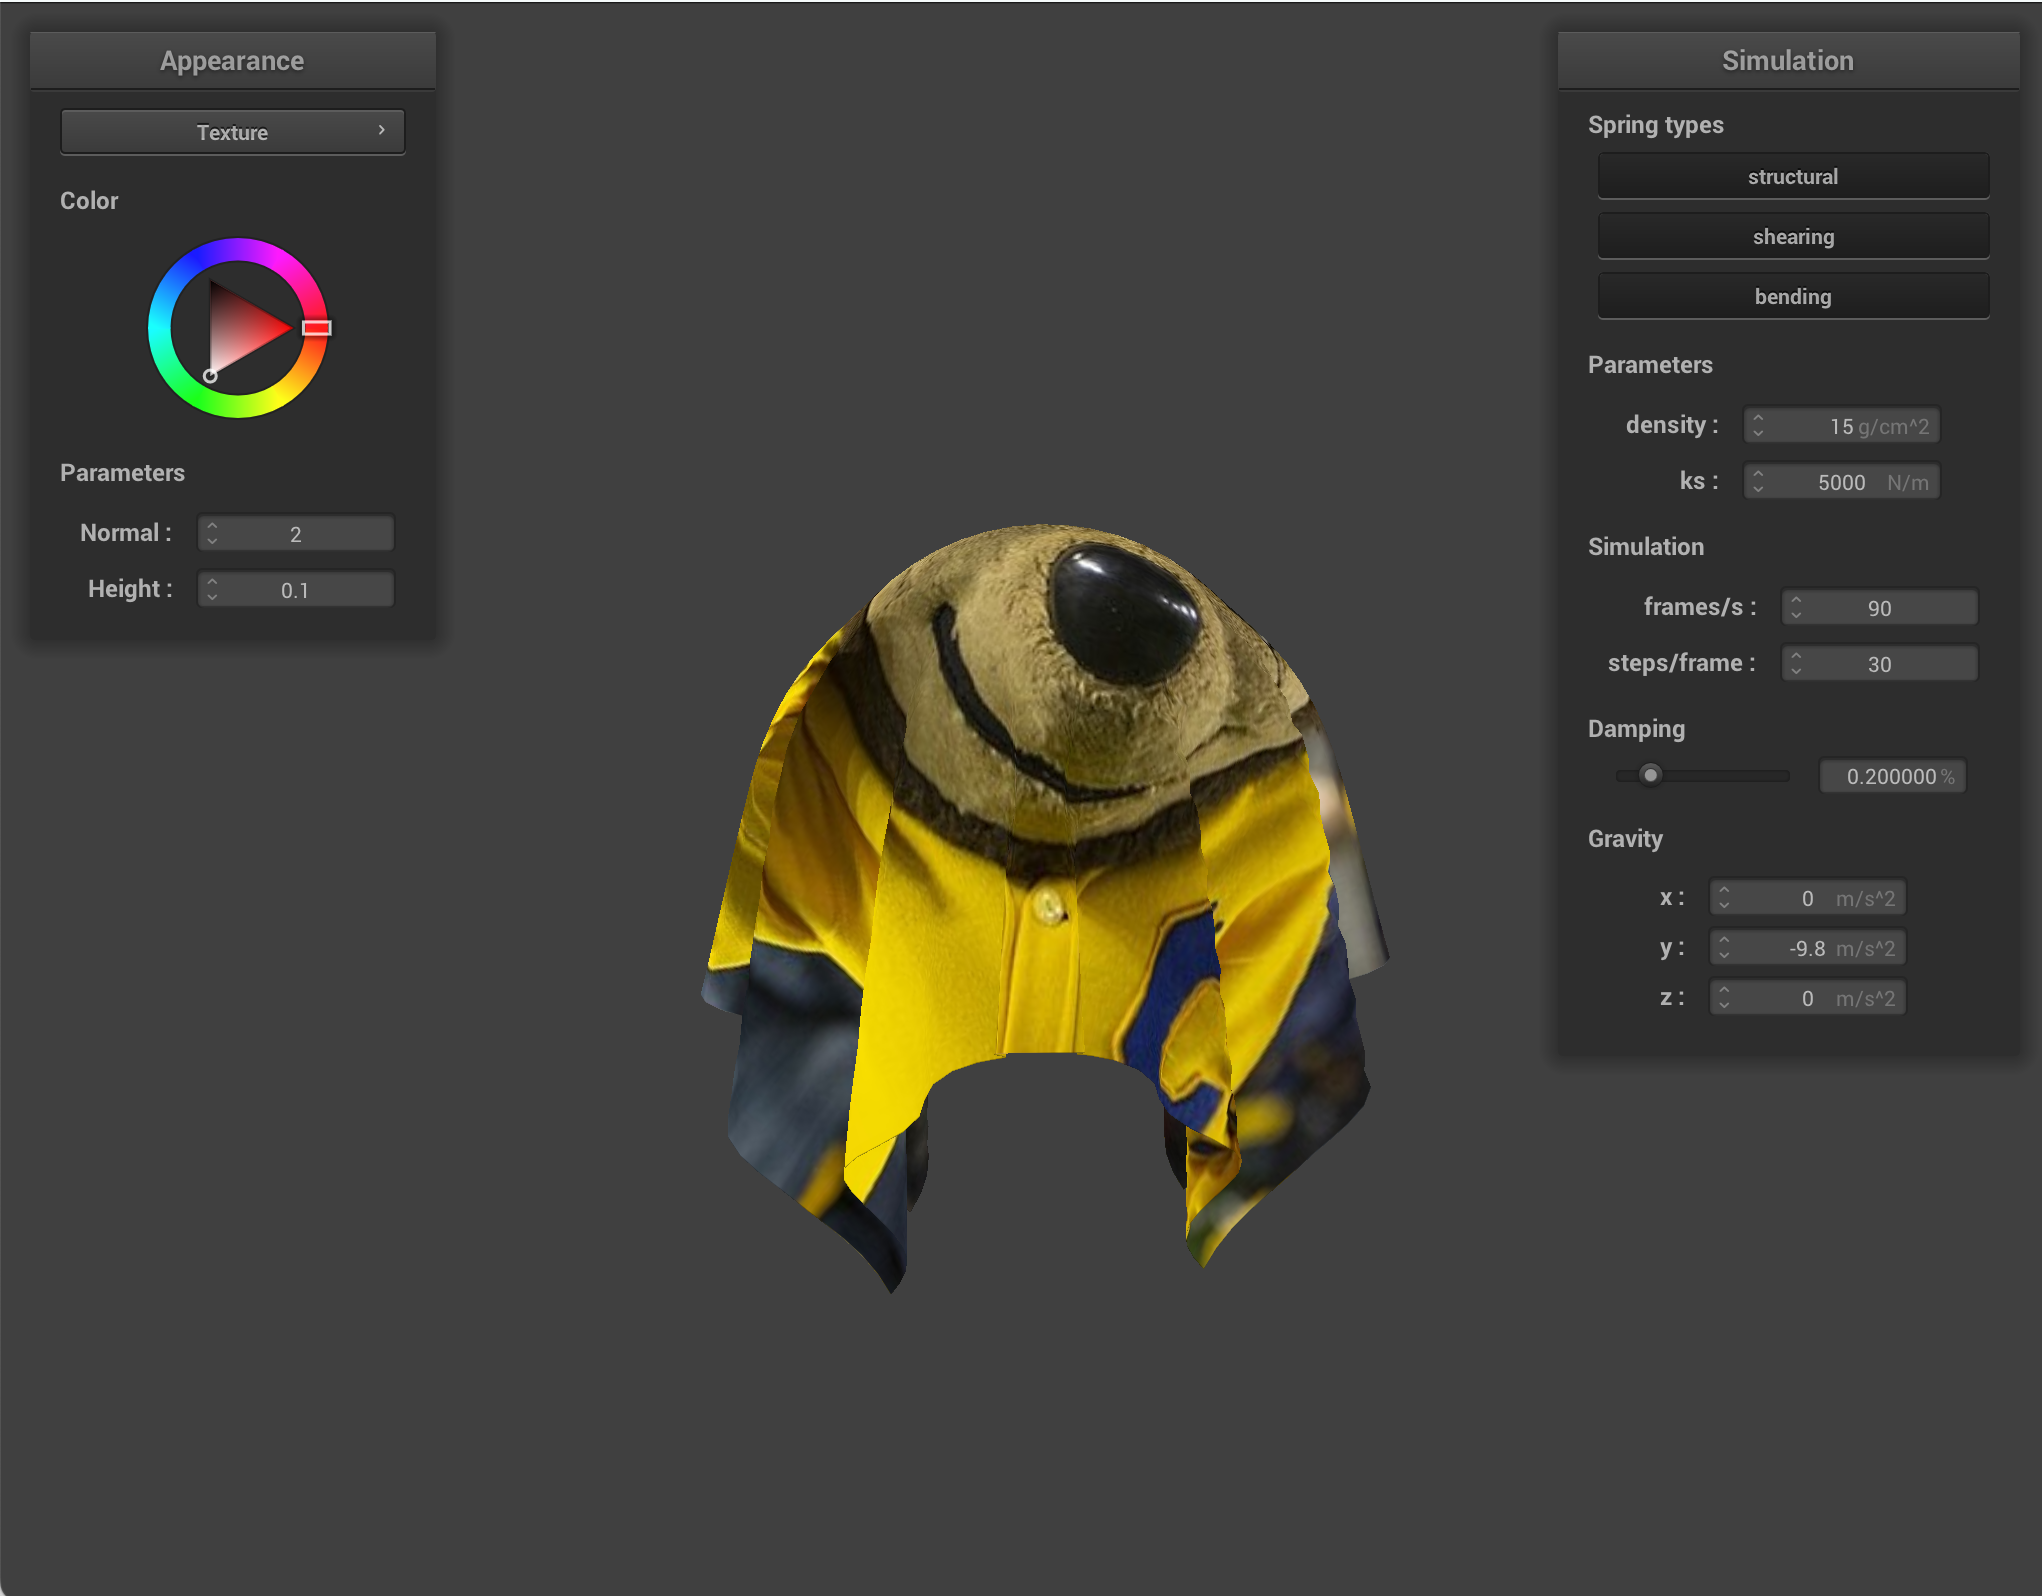 Appearance
Texture
Color
Parameters
Normal : 2
Height : 0.1
Simulation
Spring types
structural
shearing
bending
Parameters
density : 15 g/cm^2
ks : 5000 N/m
Simulation
frames/s : 90
steps/frame : 30
Damping
0.200000 %
Gravity
x : 0 m/s^2
y : -9.8 m/s^2
z : 0 m/s^2